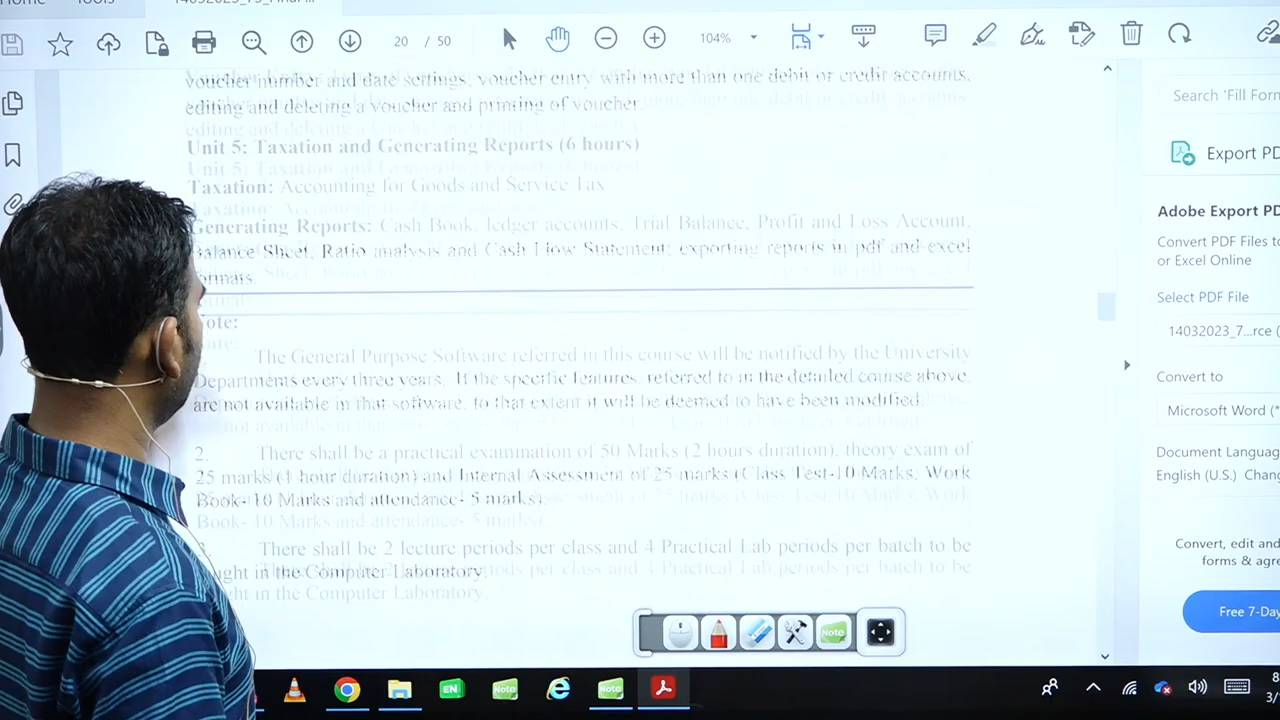 Home Tools 14032023_75_Final...
20 / 50 104%
voucher number and date settings, voucher entry with more than one debit or credit accounts,
editing and deleting a voucher and printing of voucher.
Unit 5: Taxation and Generating Reports (6 hours)
Taxation: Accounting for Goods and Service Tax
Generating Reports: Cash Book, ledger accounts, Trial Balance, Profit and Loss Account,
Balance Sheet, Ratio analysis and Cash Flow Statement; exporting reports in pdf and excel
formats.
Note:
The General Purpose Software referred in this course will be notified by the University
Departments every three years. If the specific features, referred to in the detailed course above,
are not available in that software, to that extent it will be deemed to have been modified.
2. There shall be a practical examination of 50 Marks (2 hours duration), theory exam of
25 marks (1 hour duration) and Internal Assessment of 25 marks (Class Test-10 Marks, Work
Book- 10 Marks and attendance- 5 marks).
3. There shall be 2 lecture periods per class and 4 Practical Lab periods per batch to be
ught in the Computer Laboratory.
Search 'Fill Form
Export PD
Adobe Export PD
Convert PDF Files to
or Excel Online
Select PDF File
14032023_7...rce (
Convert to
Microsoft Word (*
Document Language
English (U.S.) Chang
Convert, edit and
forms & agre
Free 7-Day
Note
EN Note Note
8
3/